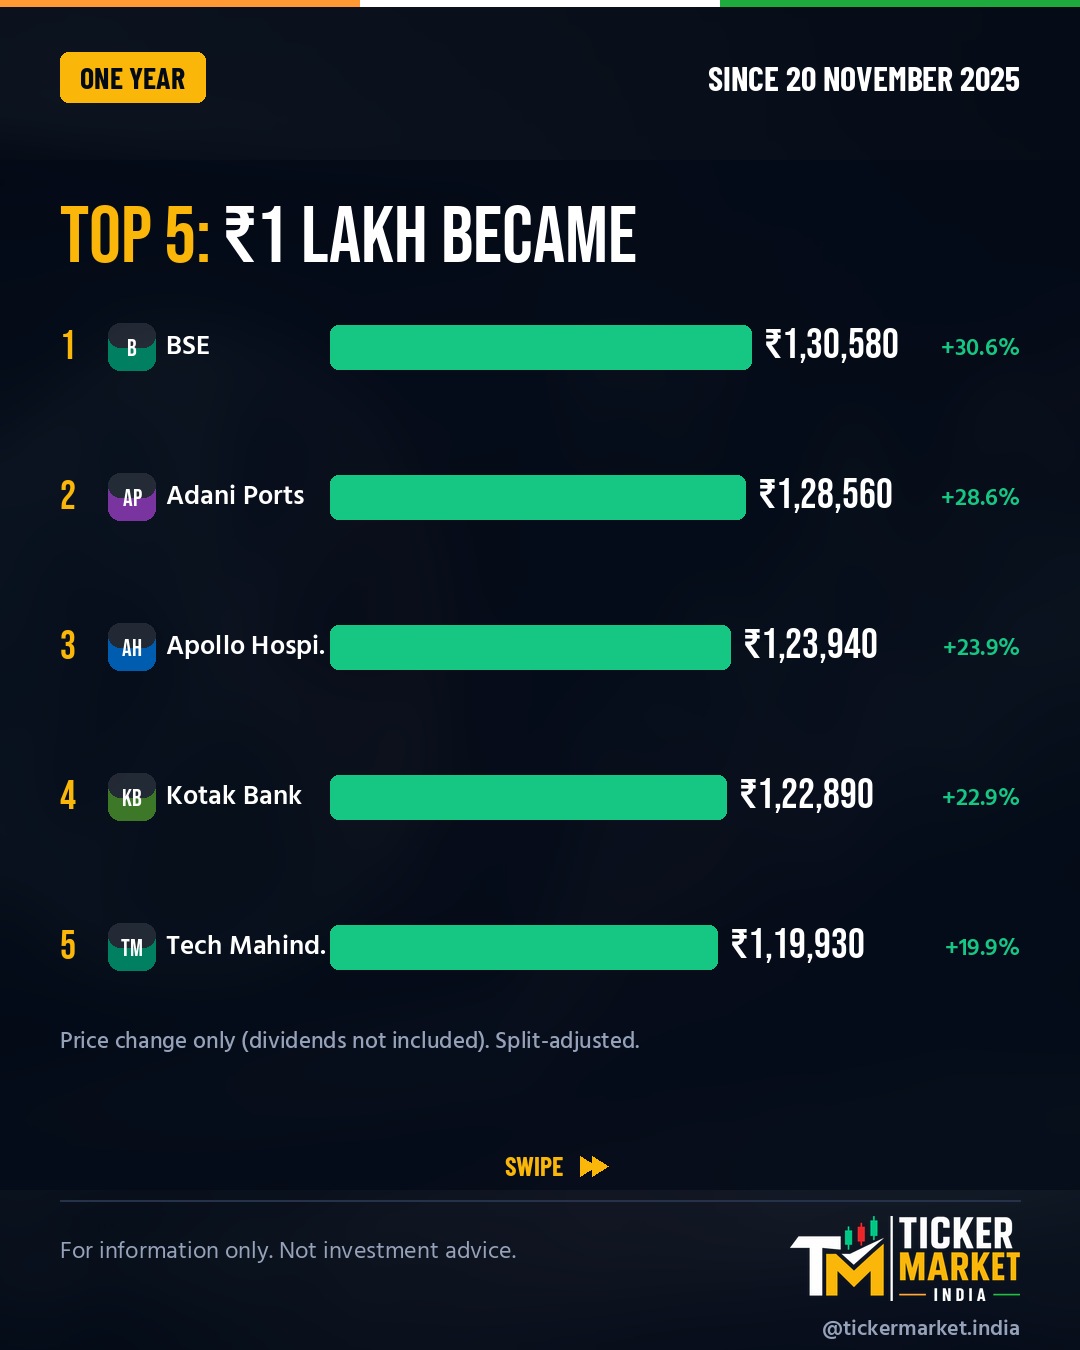 ONE YEAR
SINCE 20 NOVEMBER 2025
TOP 5: ₹1 LAKH BECAME
1 B BSE ₹1,30,580 +30.6%
2 AP Adani Ports ₹1,28,560 +28.6%
3 AH Apollo Hospi. ₹1,23,940 +23.9%
4 KB Kotak Bank ₹1,22,890 +22.9%
5 TM Tech Mahind. ₹1,19,930 +19.9%
Price change only (dividends not included). Split-adjusted.
SWIPE
For information only. Not investment advice.
TM TICKER
MARKET
INDIA
@tickermarket.india